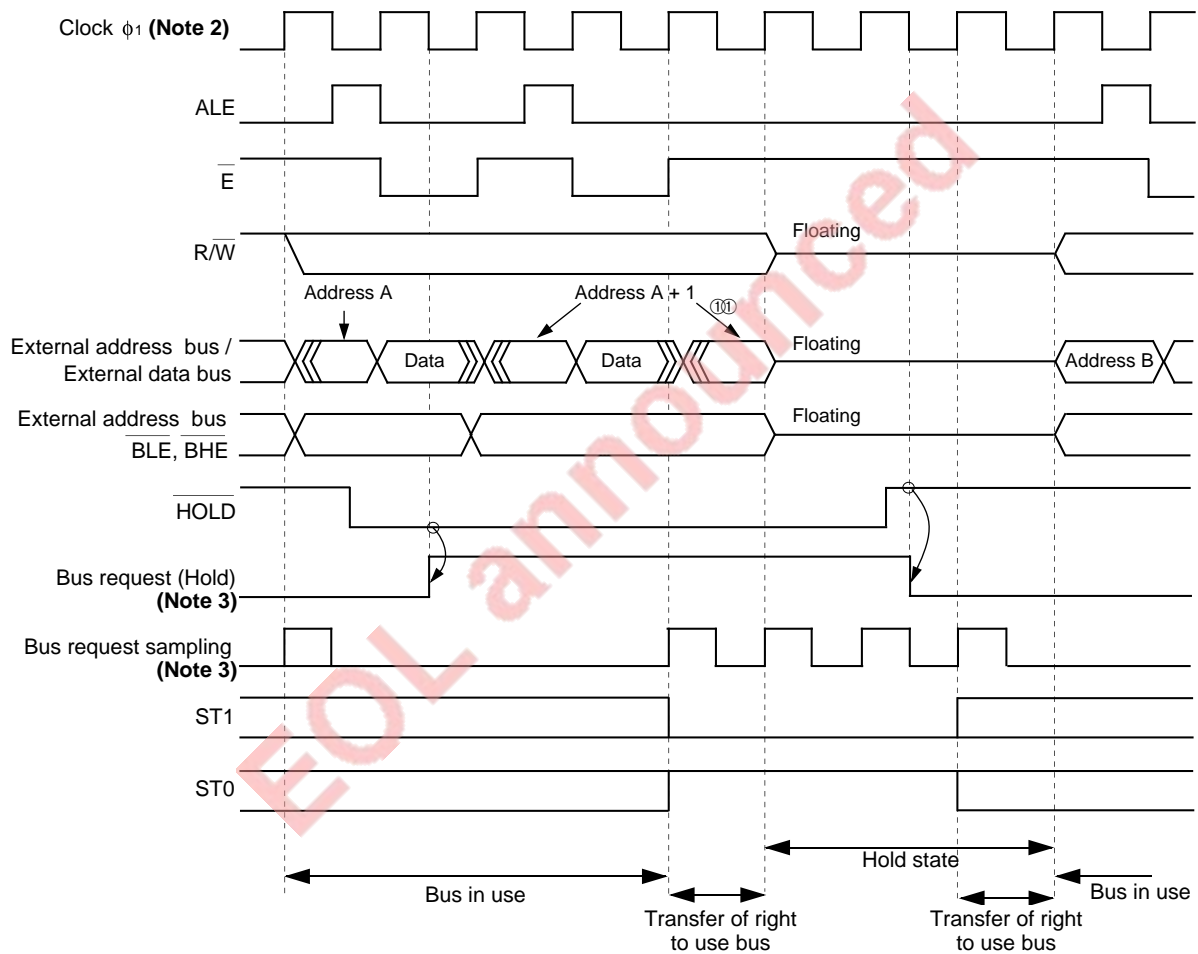 Clock ϕ1 (Note 2)
ALE
E
R/W
Floating
Address A
Address A + 1
①①
External address bus /
External data bus
Data
Data
Floating
Address B
External address bus
BLE, BHE
Floating
HOLD
Bus request (Hold)
(Note 3)
Bus request sampling
(Note 3)
ST1
ST0
Hold state
Bus in use
Bus in use
Transfer of right
to use bus
Transfer of right
to use bus
EOL announced